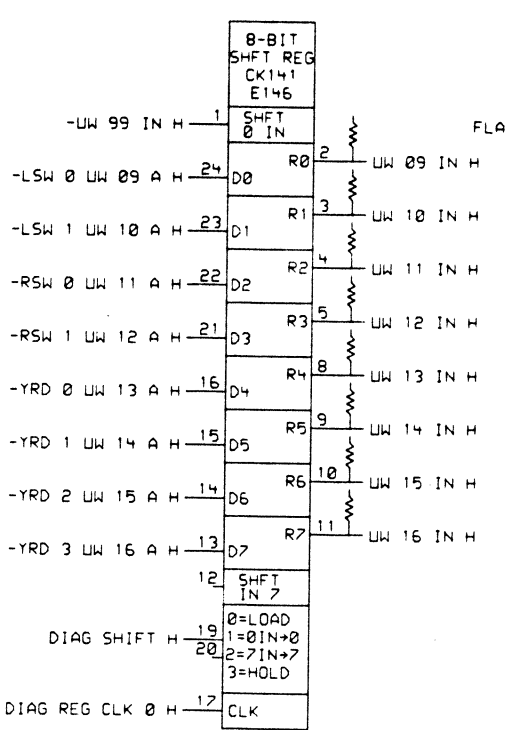 8-BIT
SHFT REG
CK141
E146
-UW 99 IN H 1 SHFT
0 IN
FLA
R0 2 UW 09 IN H
-LSW 0 UW 09 A H 24 D0
R1 3 UW 10 IN H
-LSW 1 UW 10 A H 23 D1
R2 4 UW 11 IN H
-RSW 0 UW 11 A H 22 D2
R3 5 UW 12 IN H
-RSW 1 UW 12 A H 21 D3
R4 8 UW 13 IN H
-YRD 0 UW 13 A H 16 D4
R5 9 UW 14 IN H
-YRD 1 UW 14 A H 15 D5
R6 10 UW 15 IN H
-YRD 2 UW 15 A H 14 D6
R7 11 UW 16 IN H
-YRD 3 UW 16 A H 13 D7
12 SHFT
IN 7
0=LOAD
DIAG SHIFT H 19 1=0IN→0
20 2=7IN→7
3=HOLD
DIAG REG CLK 0 H 17 CLK